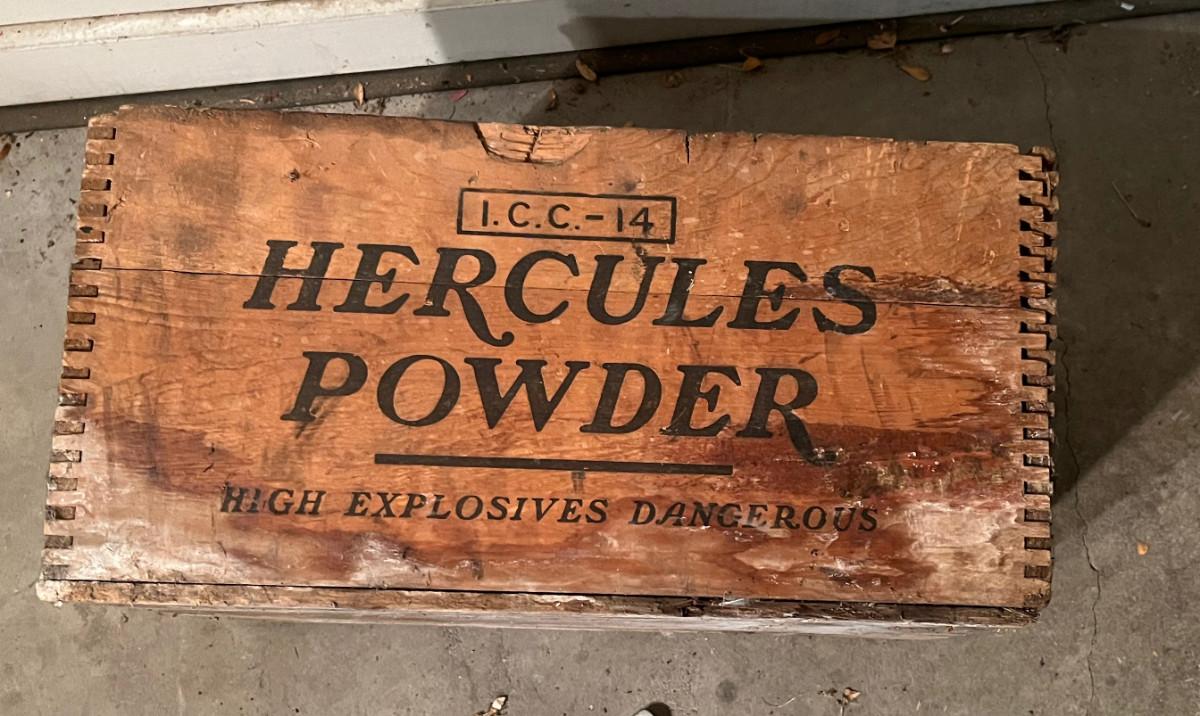 I.C.C.-14
HERCULES
POWDER
HIGH EXPLOSIVES DANGEROUS